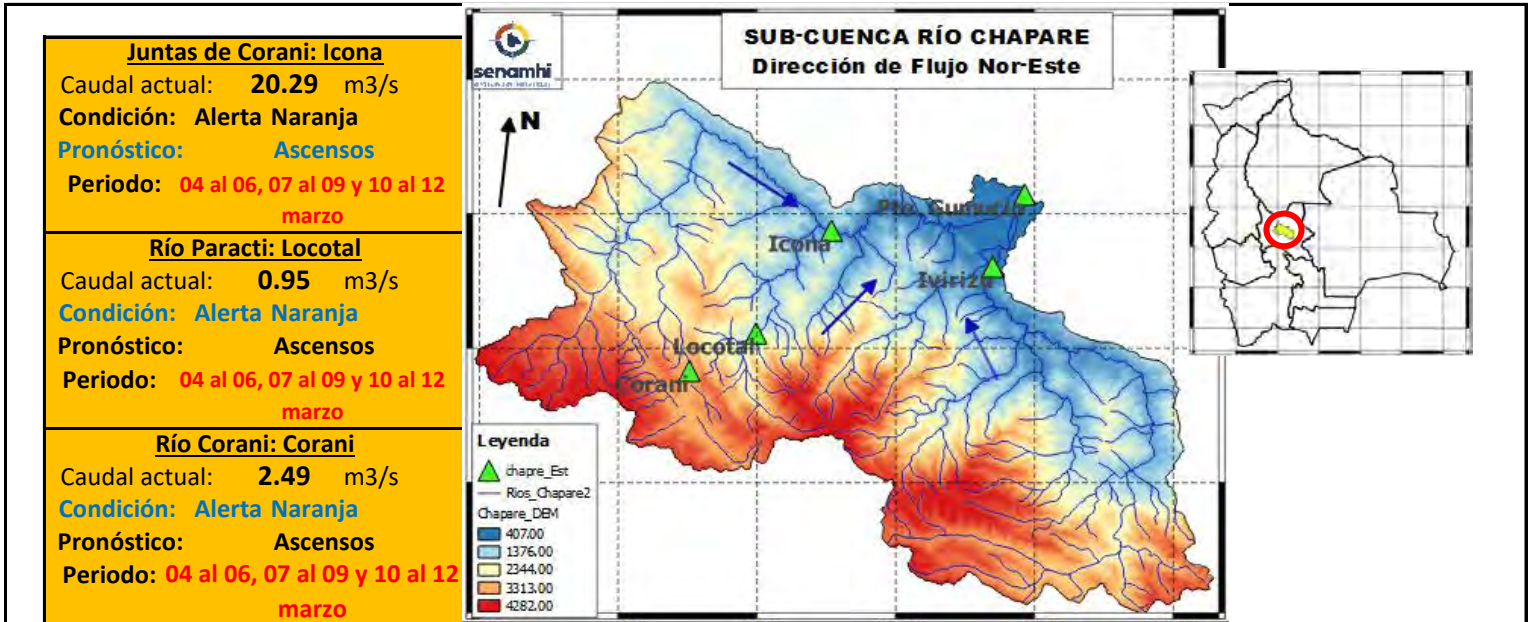 Juntas de Corani: Icona
Caudal actual: 20.29 m3/s
Condición: Alerta Naranja
Pronóstico: Ascensos
Periodo: 04 al 06, 07 al 09 y 10 al 12
marzo
Río Paracti: Locotal
Caudal actual: 0.95 m3/s
Condición: Alerta Naranja
Pronóstico: Ascensos
Periodo: 04 al 06, 07 al 09 y 10 al 12
marzo
Río Corani: Corani
Caudal actual: 2.49 m3/s
Condición: Alerta Naranja
Pronóstico: Ascensos
Periodo: 04 al 06, 07 al 09 y 10 al 12
marzo
senamhi
SUB-CUENCA RÍO CHAPARE
Dirección de Flujo Nor-Este
N
Pto. Gumucio
Icona
Ivirizu
Locotal
Corani
Leyenda
chapre_Est
Rios_Chapare2
Chapare_DEM
407.00
1376.00
2344.00
3313.00
4282.00